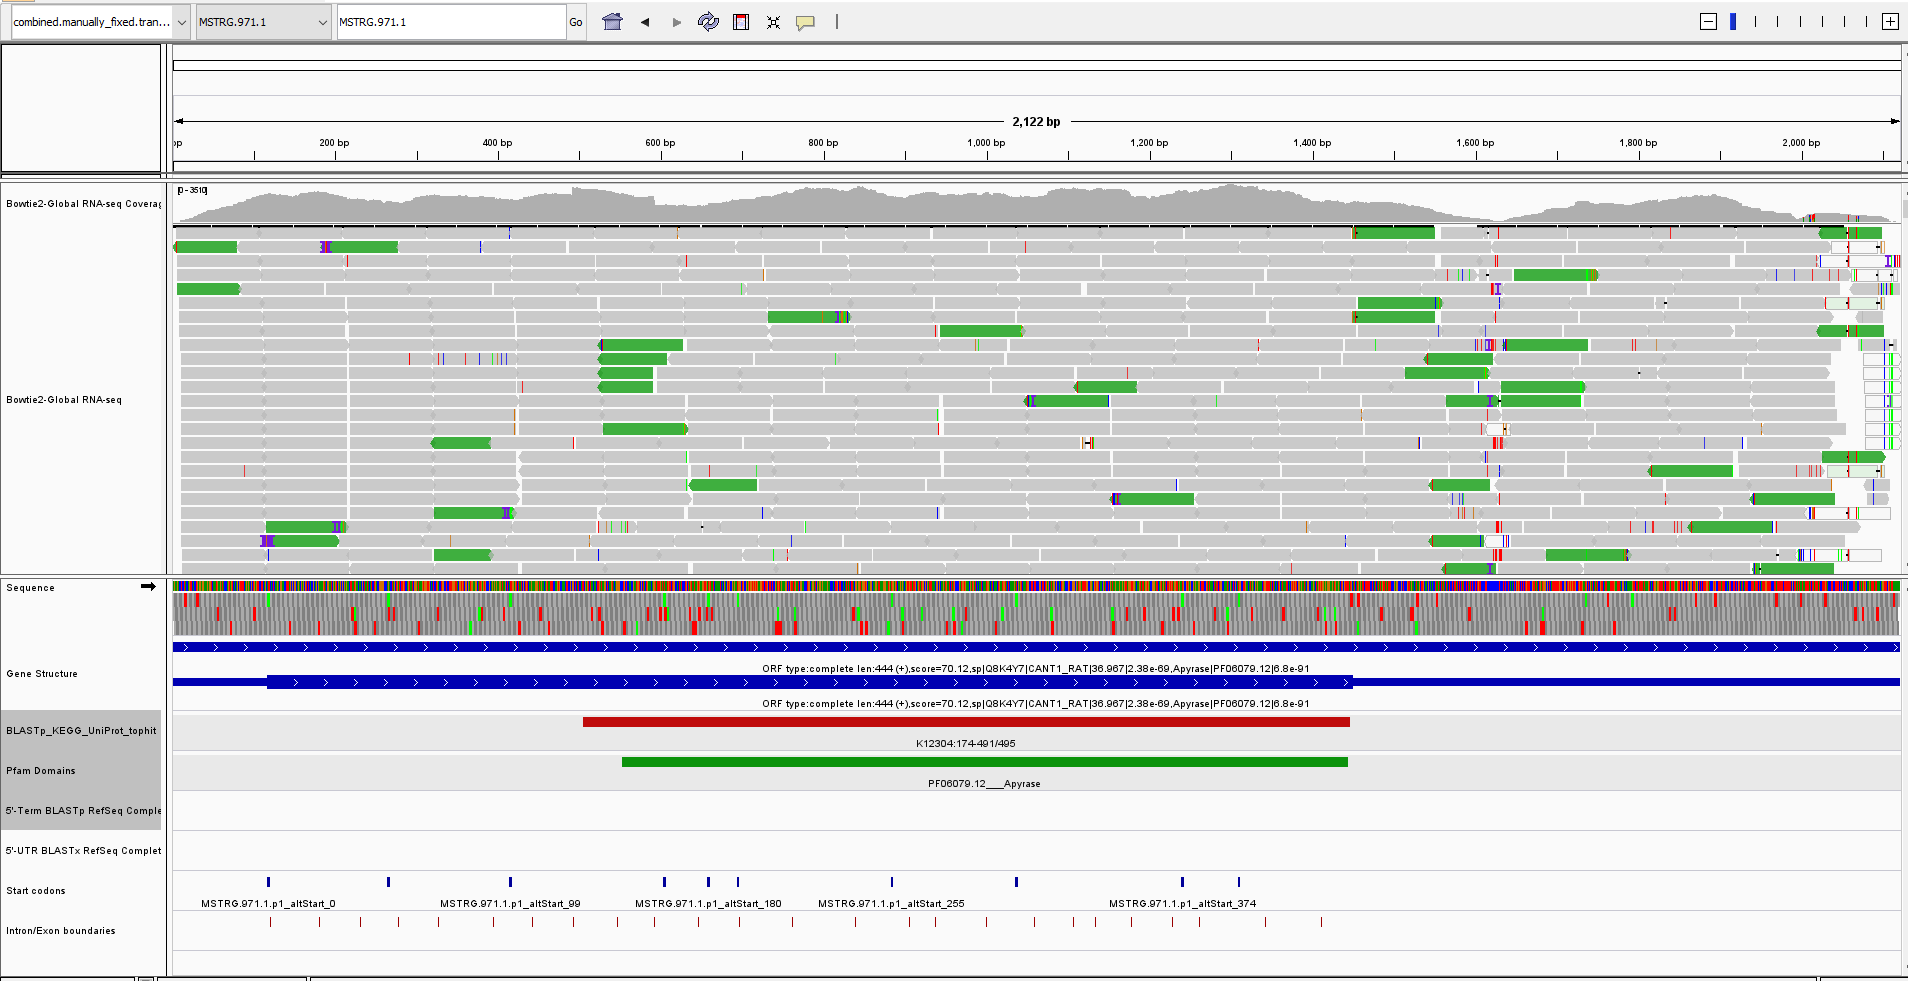 combined.manually_fixed.tran... MSTRG.971.1 MSTRG.971.1 Go
2,122 bp
bp 200 bp 400 bp 600 bp 800 bp 1,000 bp 1,200 bp 1,400 bp 1,600 bp 1,800 bp 2,000 bp
[0 - 3510]
Bowtie2-Global RNA-seq Coverag
Bowtie2-Global RNA-seq
Sequence
ORF type:complete len:444 (+),score=70.12,sp|Q8K4Y7|CANT1_RAT|36.967|2.38e-69,Apyrase|PF06079.12|6.8e-91
Gene Structure
ORF type:complete len:444 (+),score=70.12,sp|Q8K4Y7|CANT1_RAT|36.967|2.38e-69,Apyrase|PF06079.12|6.8e-91
BLASTp_KEGG_UniProt_tophit
K12304:174-491/495
Pfam Domains
PF06079.12___Apyrase
5'-Term BLASTp RefSeq Comple
5'-UTR BLASTx RefSeq Complet
Start codons
MSTRG.971.1.p1_altStart_0 MSTRG.971.1.p1_altStart_99 MSTRG.971.1.p1_altStart_180 MSTRG.971.1.p1_altStart_255 MSTRG.971.1.p1_altStart_374
Intron/Exon boundaries